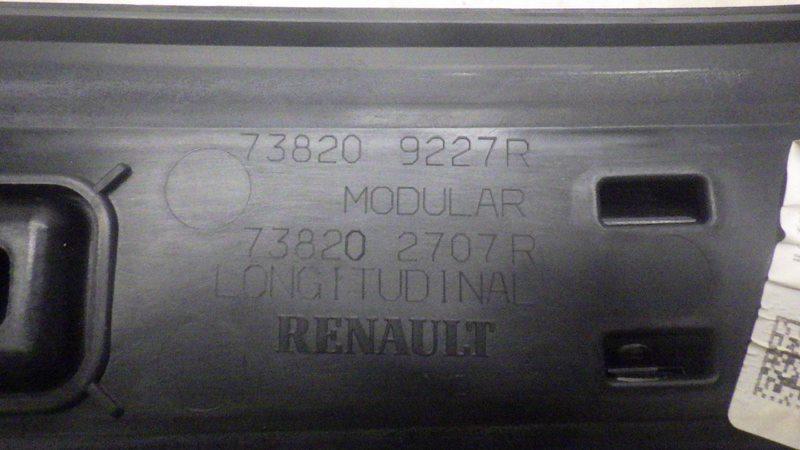 73820 9227R
MODULAR
73820 2707R
LONGITUDINAL
RENAULT